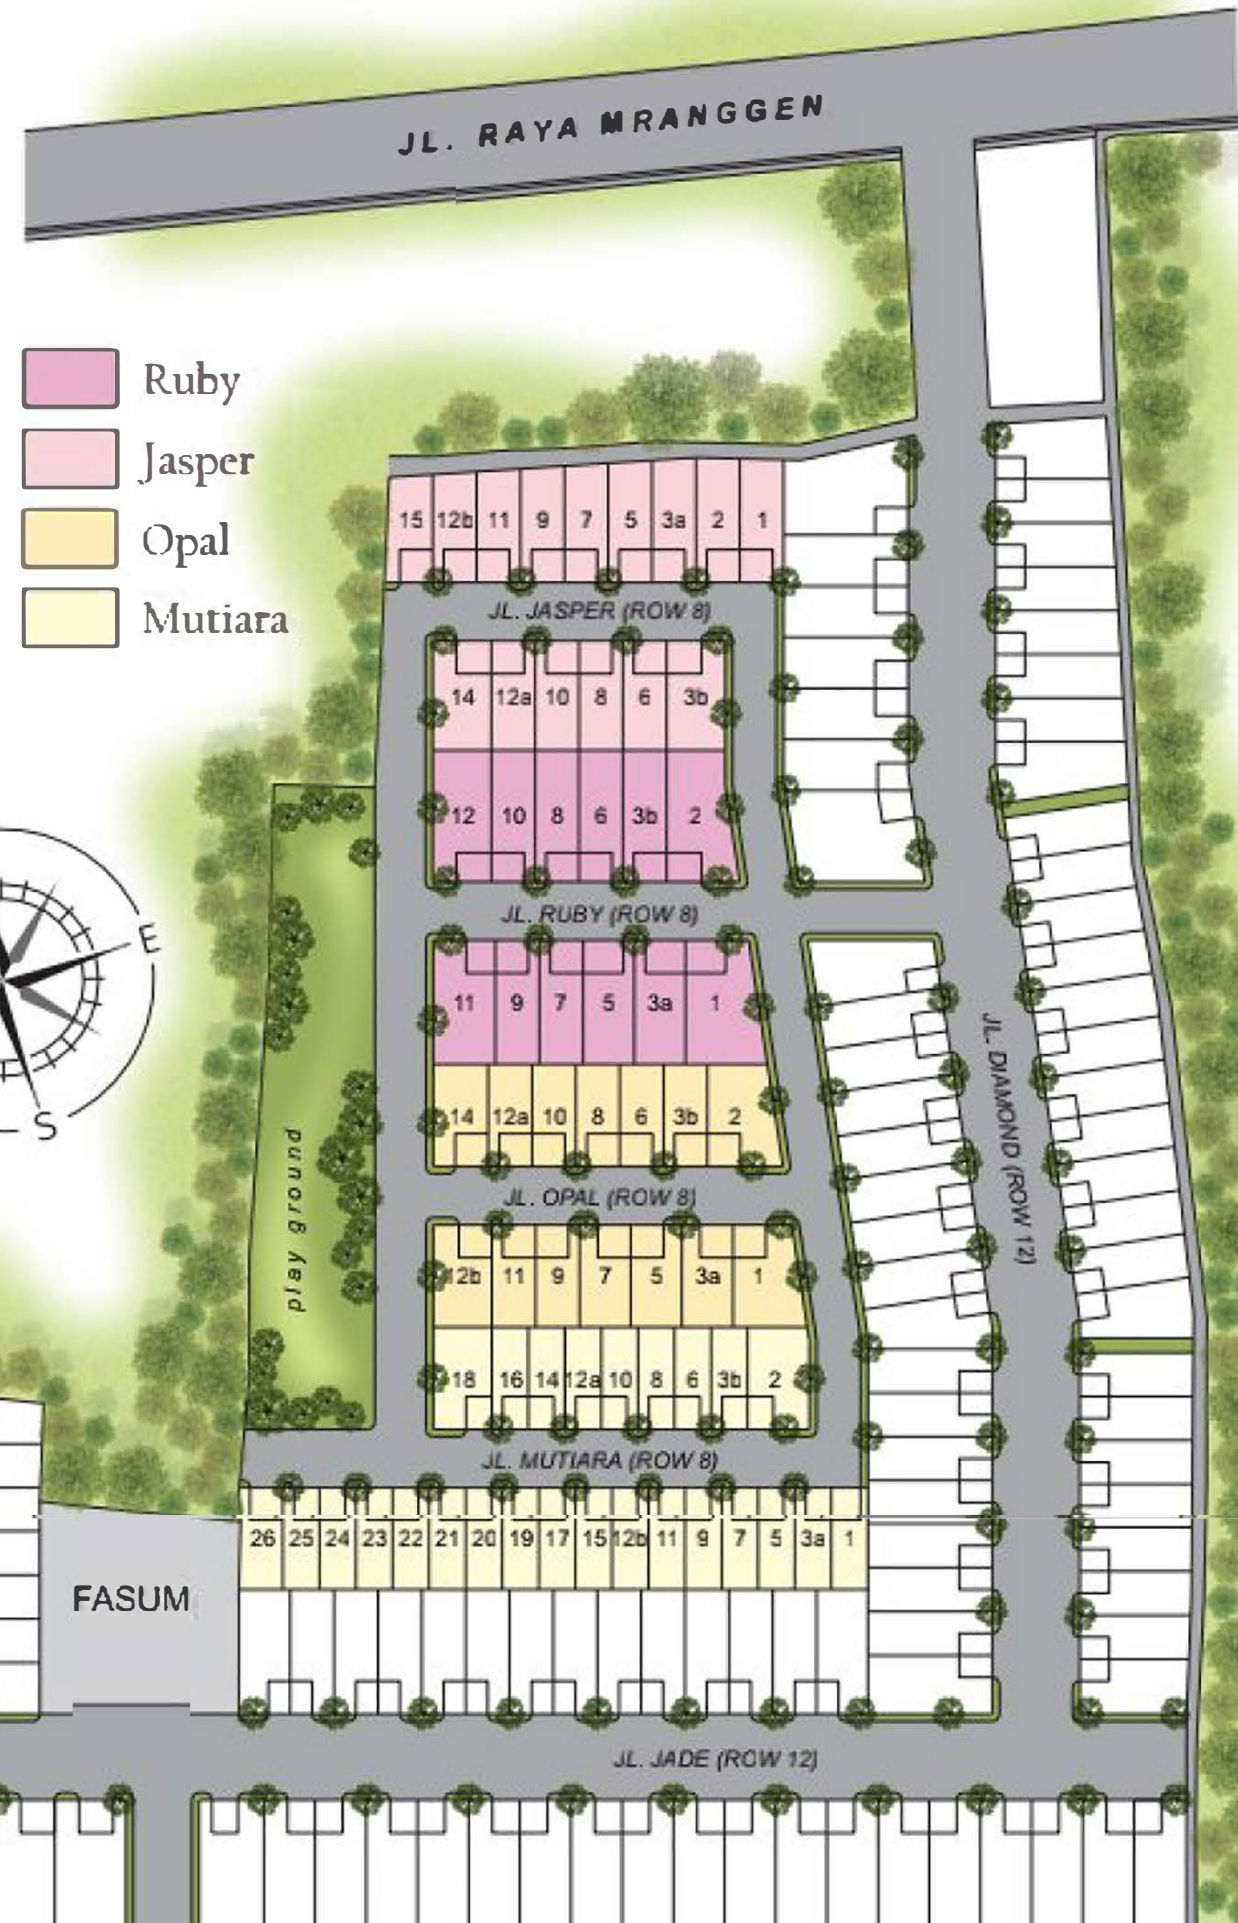 JL. RAYA MRANGGEN
Ruby
Jasper
Opal
Mutiara
15 12b 11 9 7 5 3a 2 1
JL. JASPER (ROW 8)
14 12a 10 8 6 3b
12 10 8 6 3b 2
JL. RUBY (ROW 8)
E
S
11 9 7 5 3a 1
JL. DIAMOND (ROW 12)
14 12a 10 8 6 3b 2
play ground
JL. OPAL (ROW 8)
12b 11 9 7 5 3a 1
18 16 14 12a 10 8 6 3b 2
JL. MUTIARA (ROW 8)
26 25 24 23 22 21 20 19 17 15 12b 11 9 7 5 3a 1
FASUM
JL. JADE (ROW 12)